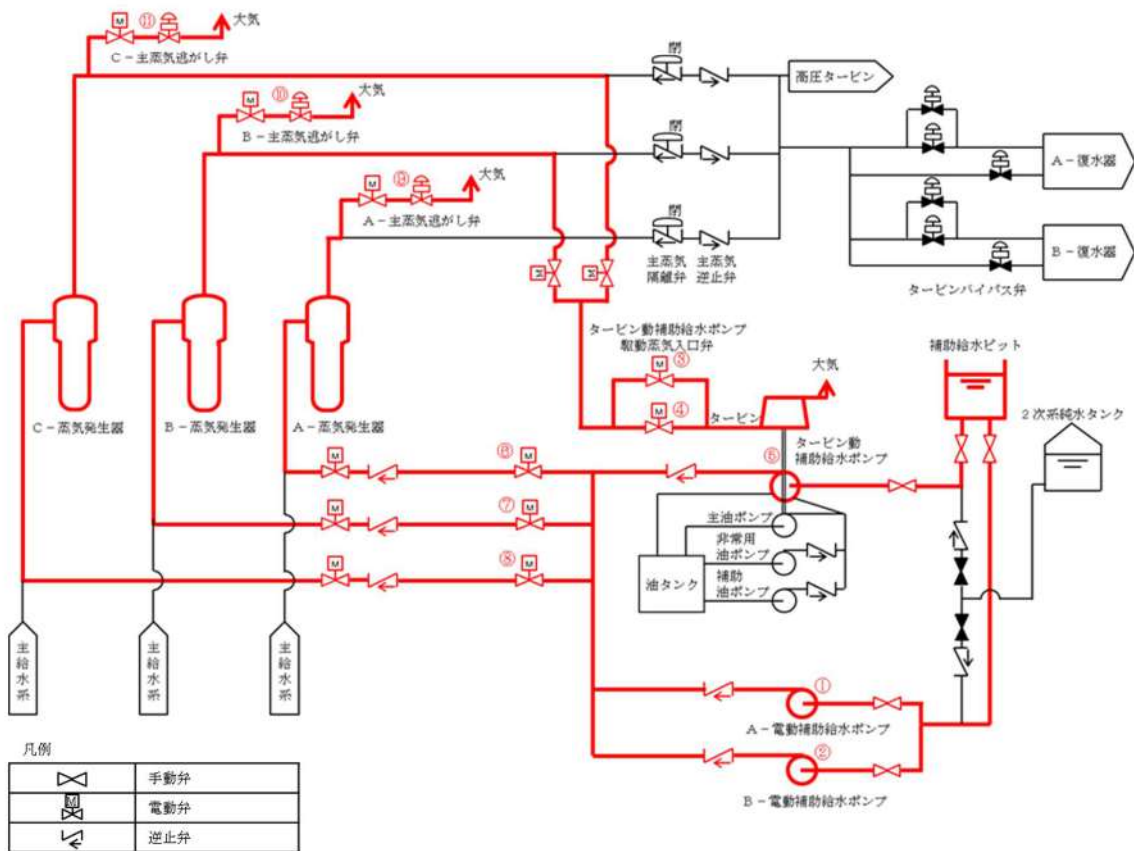 ⑪
大気
C－主蒸気逃がし弁
⑩
大気
B－主蒸気逃がし弁
大気
A－主蒸気逃がし弁
閉
閉
閉
主蒸気
隔離弁
主蒸気
逆止弁
高圧タービン
A－復水器
B－復水器
タービンバイパス弁
C－蒸気発生器
B－蒸気発生器
A－蒸気発生器
タービン動補助給水ポンプ
駆動蒸気入口弁
③
④
タービン
大気
補助給水ピット
2次系純水タンク
⑤
タービン動
補助給水ポンプ
⑦
⑧
主油ポンプ
非常用
油ポンプ
補助
油ポンプ
油タンク
主給水系
主給水系
主給水系
①
A－電動補助給水ポンプ
②
B－電動補助給水ポンプ
凡例
手動弁
M
電動弁
逆止弁